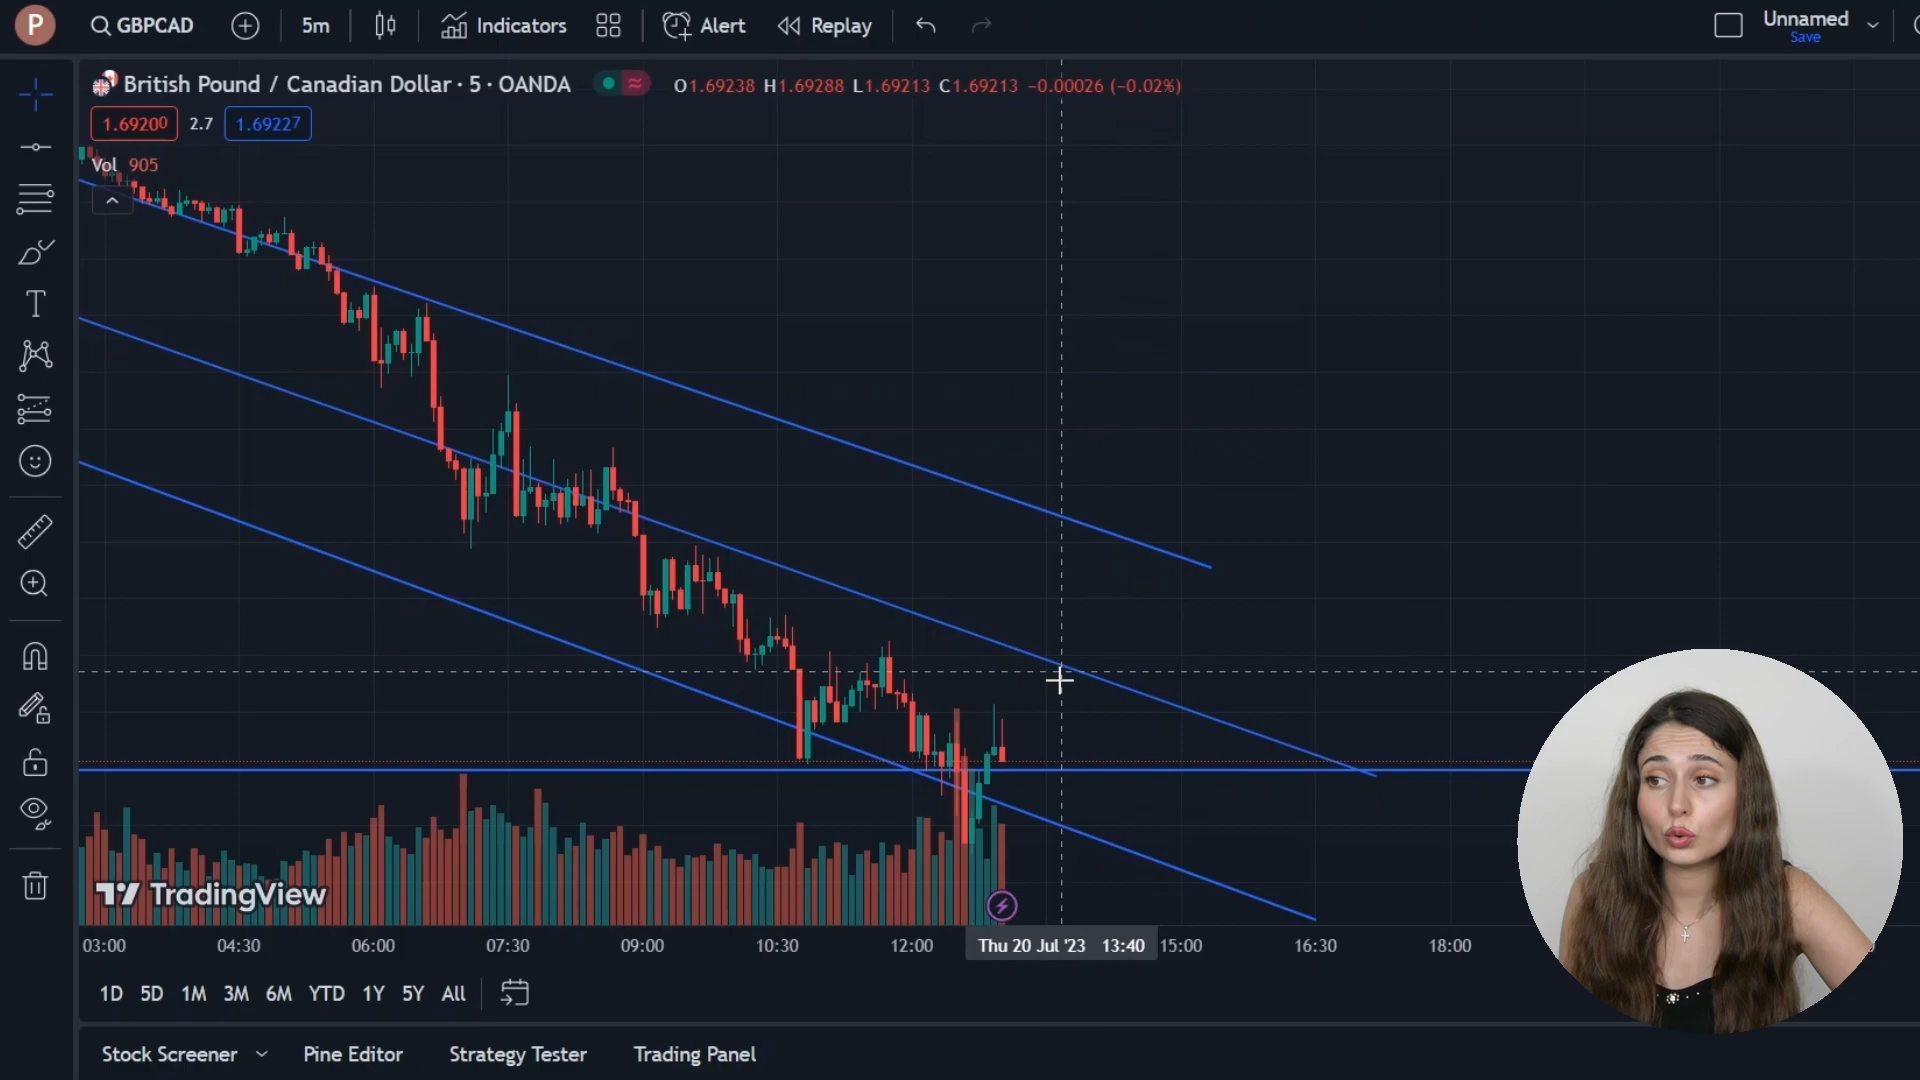 P
GBPCAD
5m
Indicators
Alert
Replay
Unnamed
Save
British Pound / Canadian Dollar · 5 · OANDA
O1.69238 H1.69288 L1.69213 C1.69213 −0.00026 (−0.02%)
1.69200 2.7 1.69227
Vol 905
TradingView
03:00 04:30 06:00 07:30 09:00 10:30 12:00 Thu 20 Jul '23 13:40 15:00 16:30 18:00
1D 5D 1M 3M 6M YTD 1Y 5Y All
Stock Screener Pine Editor Strategy Tester Trading Panel